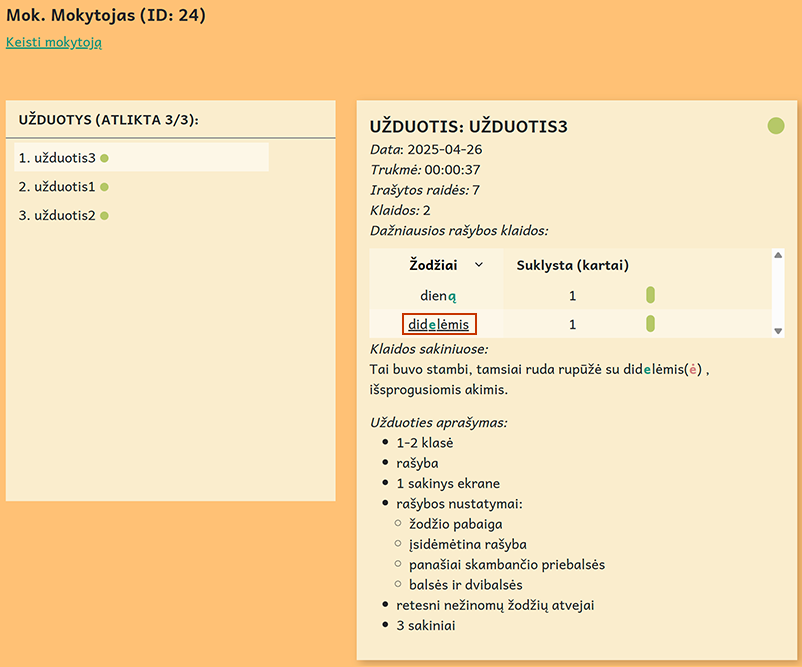 Mok. Mokytojas (ID: 24)
Keisti mokytoją
UŽDUOTYS (ATLIKTA 3/3):
1. užduotis3
2. užduotis1
3. užduotis2
UŽDUOTIS: UŽDUOTIS3
Data: 2025-04-26
Trukmė: 00:00:37
Irašytos raidės: 7
Klaidos: 2
Dažniausios rašybos klaidos:
Žodžiai Suklysta (kartai)
dieną 1
didelėmis 1
Klaidos sakiniuose:
Tai buvo stambi, tamsiai ruda rupūžė su didelėmis(ė) ,
išsprogusiomis akimis.
Užduoties aprašymas:
• 1-2 klasė
• rašyba
• 1 sakinys ekrane
• rašybos nustatymai:
○ žodžio pabaiga
○ įsidėmėtina rašyba
○ panašiai skambančio priebalsės
○ balsės ir dvibalsės
• retesni nežinomų žodžių atvejai
• 3 sakiniai